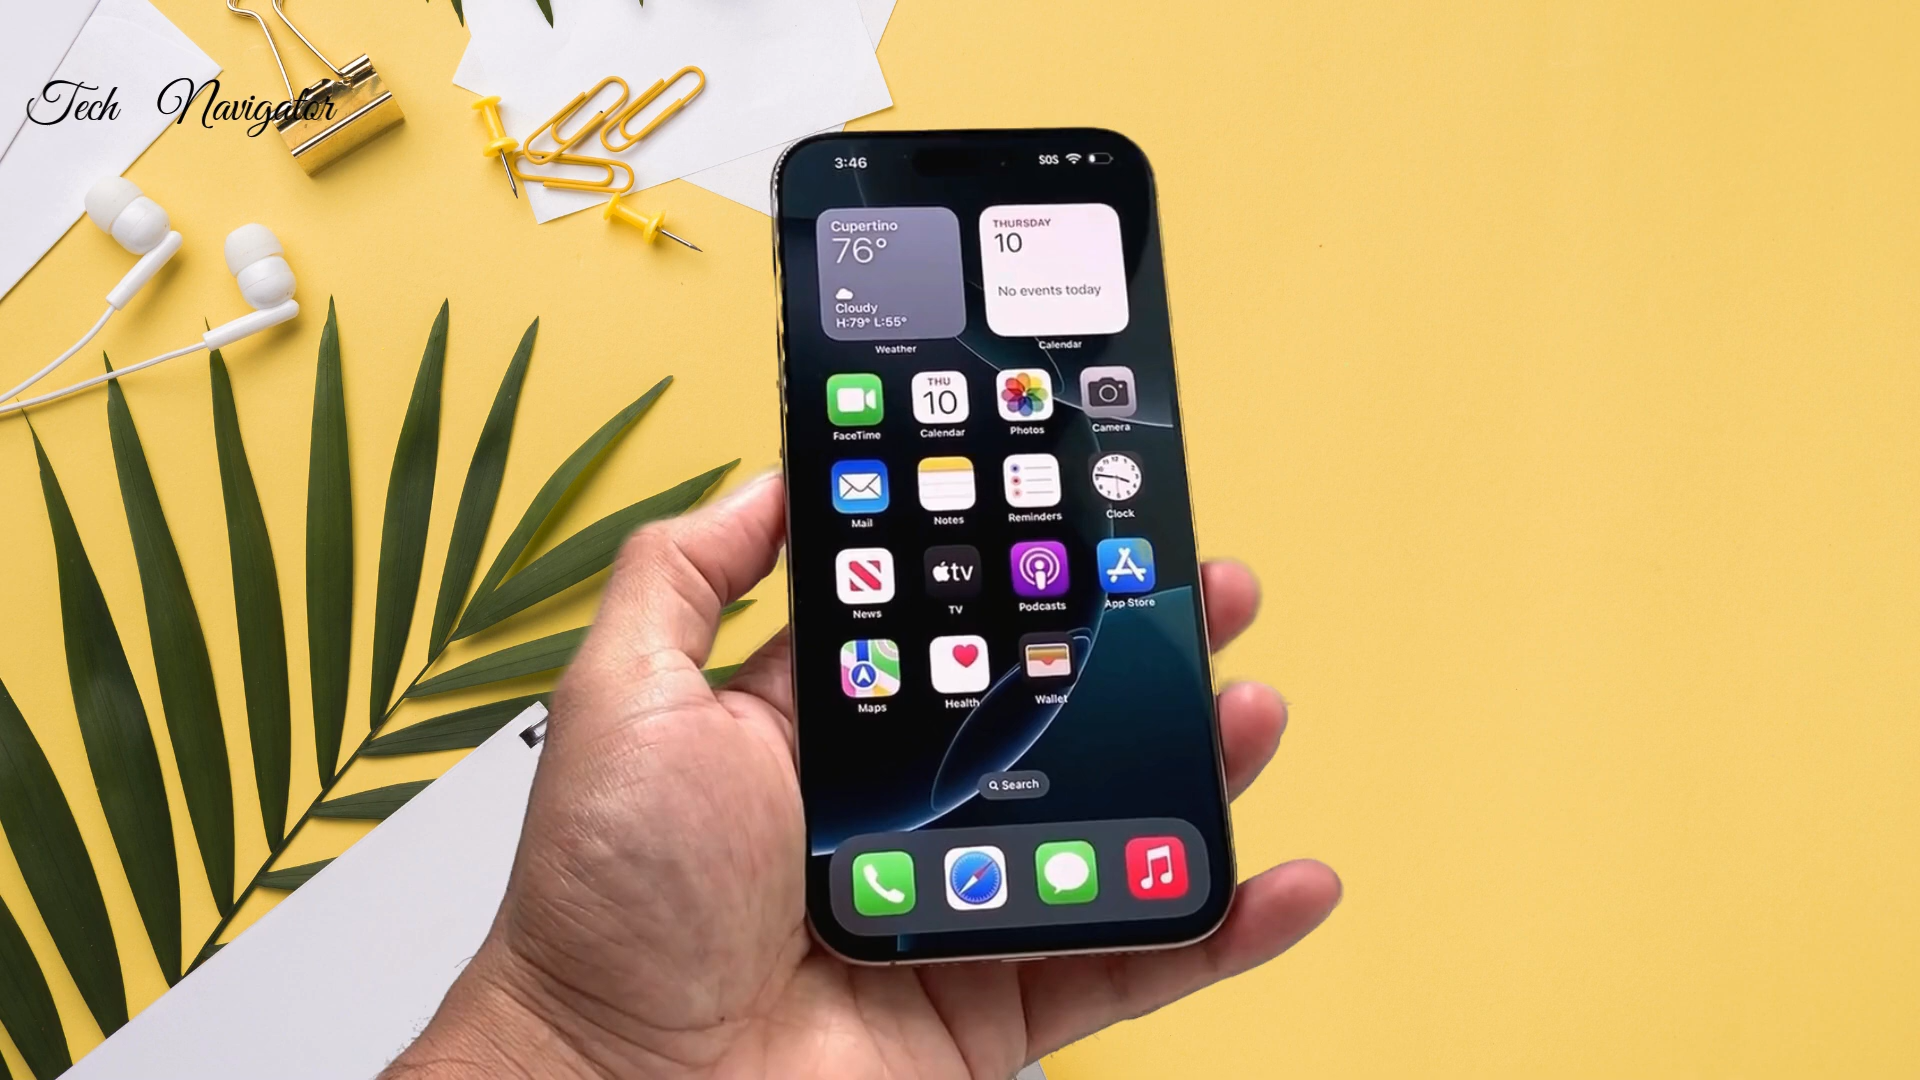 Tech Navigator
3:46
SOS
Cupertino
76°
Cloudy
H:79° L:55°
Weather
THURSDAY
10
No events today
Calendar
FaceTime
THU
10
Calendar
Photos
Camera
Mail
Notes
Reminders
Clock
News
tv
TV
Podcasts
App Store
Maps
Health
Wallet
Search